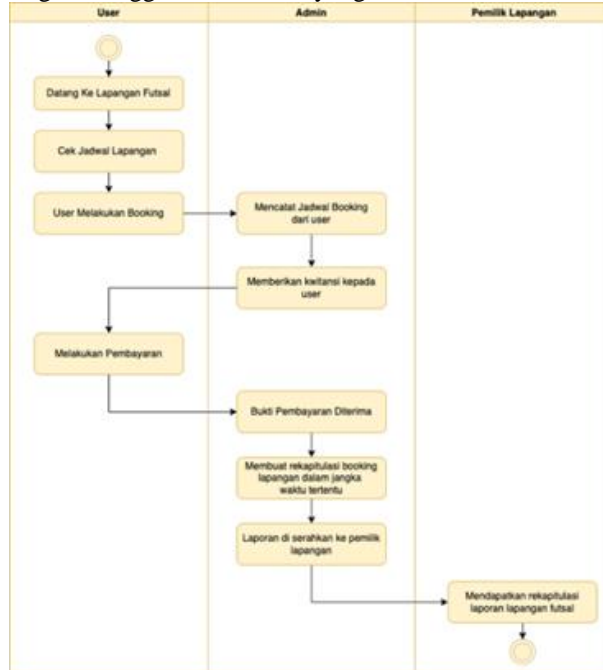 User
Admin
Pemilik Lapangan
Datang Ke Lapangan Futsal
Cek Jadwal Lapangan
User Melakukan Booking
Mencatat Jadwal Booking
dari user
Memberikan kwitansi kepada
user
Melakukan Pembayaran
Bukti Pembayaran Diterima
Membuat rekapitulasi booking
lapangan dalam jangka
waktu tertentu
Laporan di serahkan ke pemilik
lapangan
Mendapatkan rekapitulasi
laporan lapangan futsal